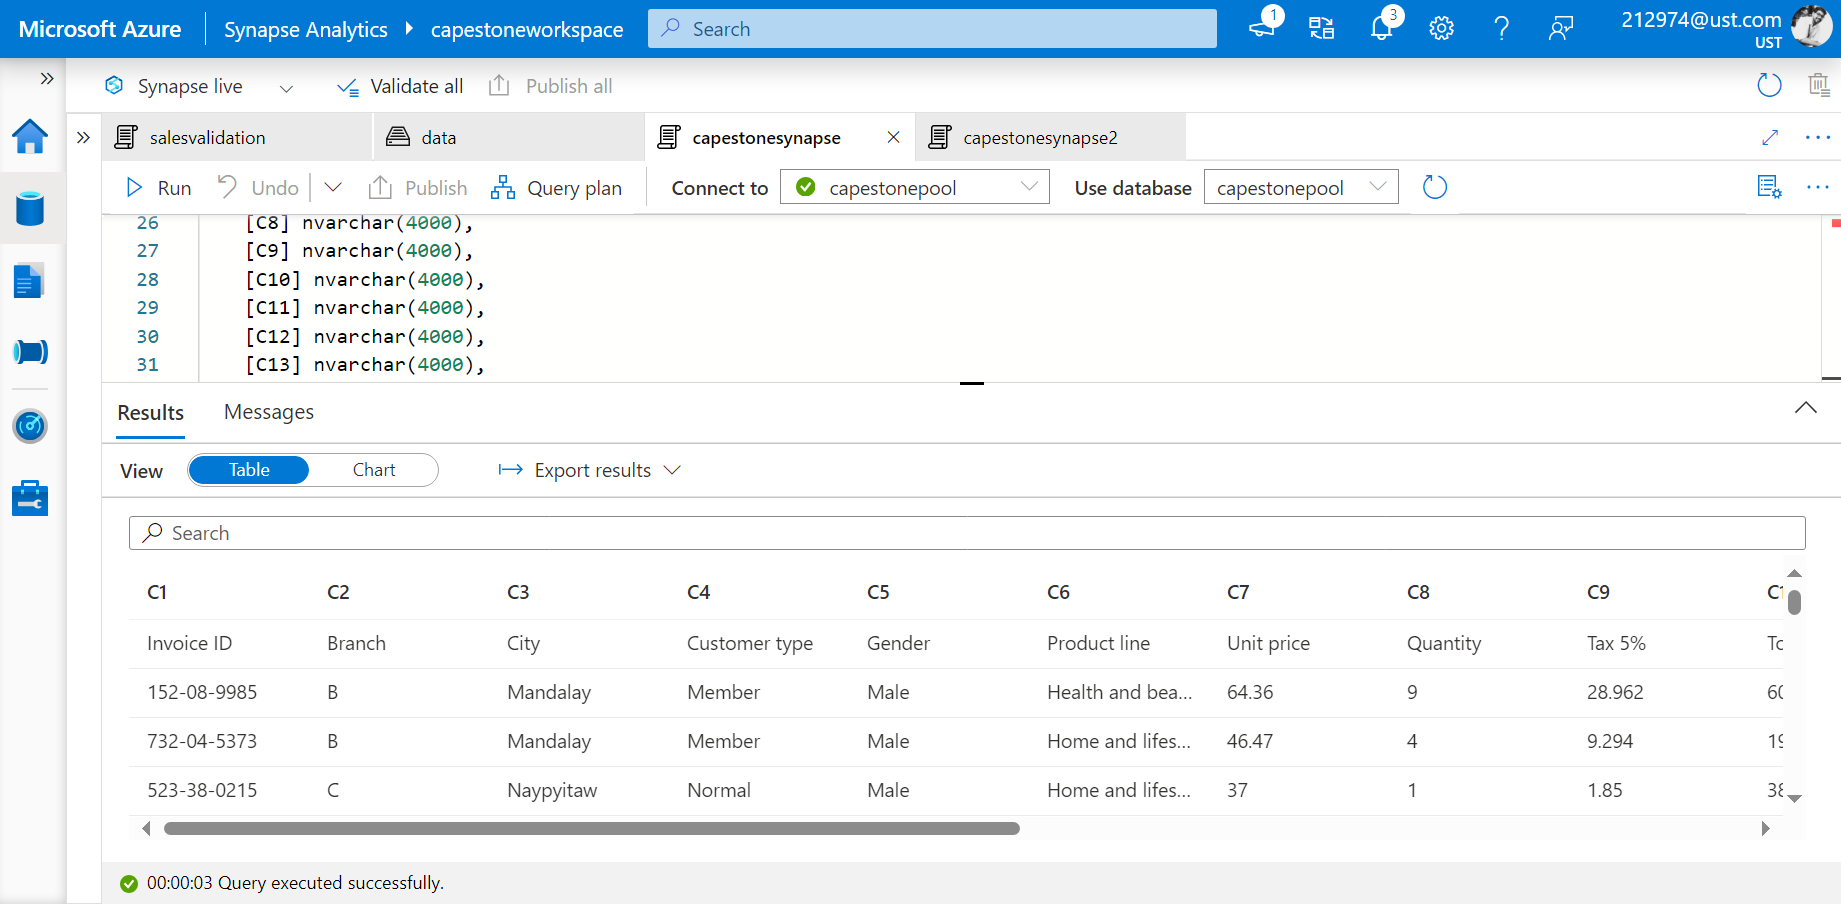 Microsoft Azure Synapse Analytics capestoneworkspace Search 1 3 212974@ust.com
UST
Synapse live Validate all Publish all
salesvalidation data capestonesynapse capestonesynapse2
Run Undo Publish Query plan Connect to capestonepool Use database capestonepool
26 [C8] nvarchar(4000),
27 [C9] nvarchar(4000),
28 [C10] nvarchar(4000),
29 [C11] nvarchar(4000),
30 [C12] nvarchar(4000),
31 [C13] nvarchar(4000),
Results Messages
View Table Chart Export results
Search
C1 C2 C3 C4 C5 C6 C7 C8 C9
Invoice ID Branch City Customer type Gender Product line Unit price Quantity Tax 5%
152-08-9985 B Mandalay Member Male Health and bea... 64.36 9 28.962
732-04-5373 B Mandalay Member Male Home and lifes... 46.47 4 9.294
523-38-0215 C Naypyitaw Normal Male Home and lifes... 37 1 1.85
00:00:03 Query executed successfully.